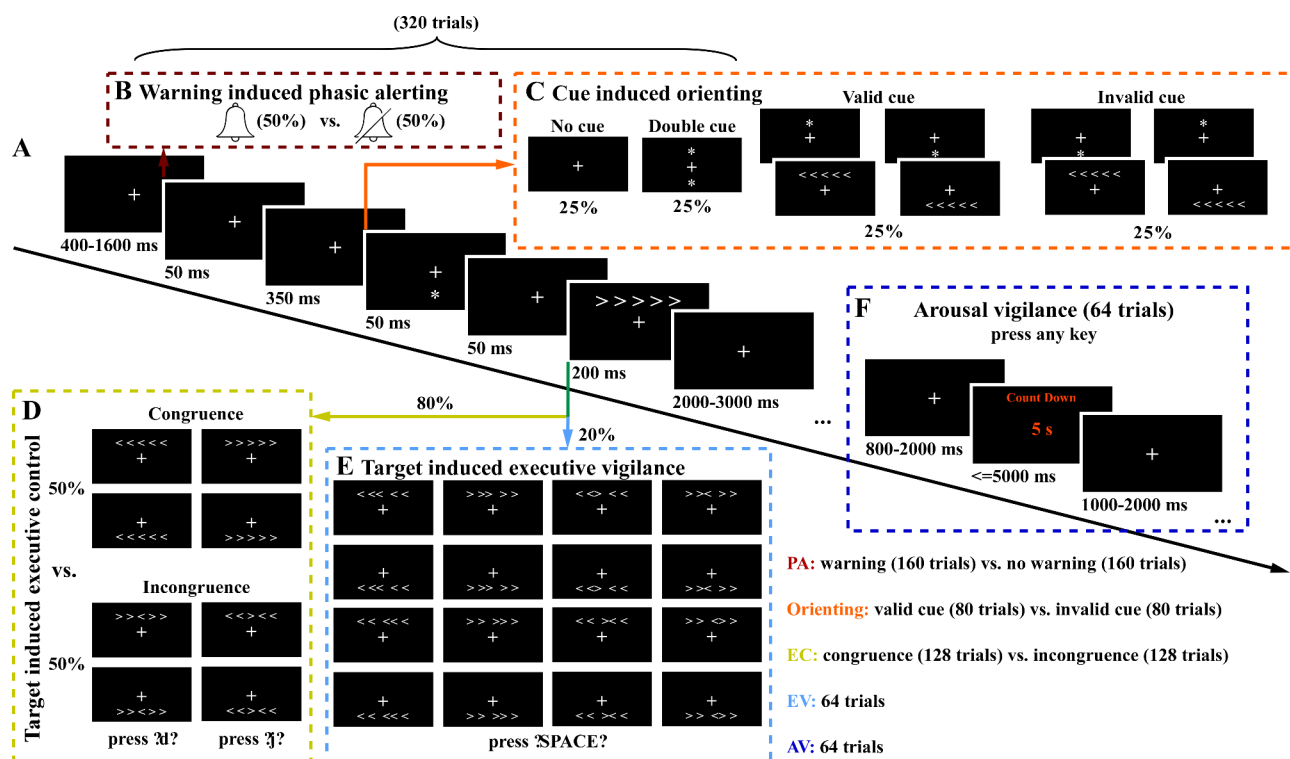 (320 trials)
B Warning induced phasic alerting
(50%) vs. (50%)
C Cue induced orienting
Valid cue
Invalid cue
No cue
Double cue
*
+
*
+
+
*
*
+
+
*
+
*
+
*
< < < < <
+
+
< < < < <
< < < < <
+
+
< < < < <
25%
25%
25%
25%
A
+
400-1600 ms
+
50 ms
+
350 ms
+
*
50 ms
+
50 ms
> > > > >
+
200 ms
+
2000-3000 ms
...
F Arousal vigilance (64 trials)
press any key
+
800-2000 ms
Count Down
5 s
<=5000 ms
+
1000-2000 ms
...
80%
20%
D
Target induced executive control
Congruence
< < < < <
+
> > > > >
+
50%
+
< < < < <
+
> > > > >
vs.
Incongruence
> > < > >
+
< < > < <
+
50%
+
> > < > >
+
< < > < <
press ?d?
press ?j?
E Target induced executive vigilance
< << < <
+
> >> > >
+
< <> < <
+
> >< > >
+
+
< << < <
+
> >> > >
+
< <> < <
+
> >< > >
< < << <
+
> > >> >
+
< < >< <
+
> > <> >
+
+
< < << <
+
> > >> >
+
< < >< <
+
> > <> >
press ?SPACE?
PA: warning (160 trials) vs. no warning (160 trials)
Orienting: valid cue (80 trials) vs. invalid cue (80 trials)
EC: congruence (128 trials) vs. incongruence (128 trials)
EV: 64 trials
AV: 64 trials